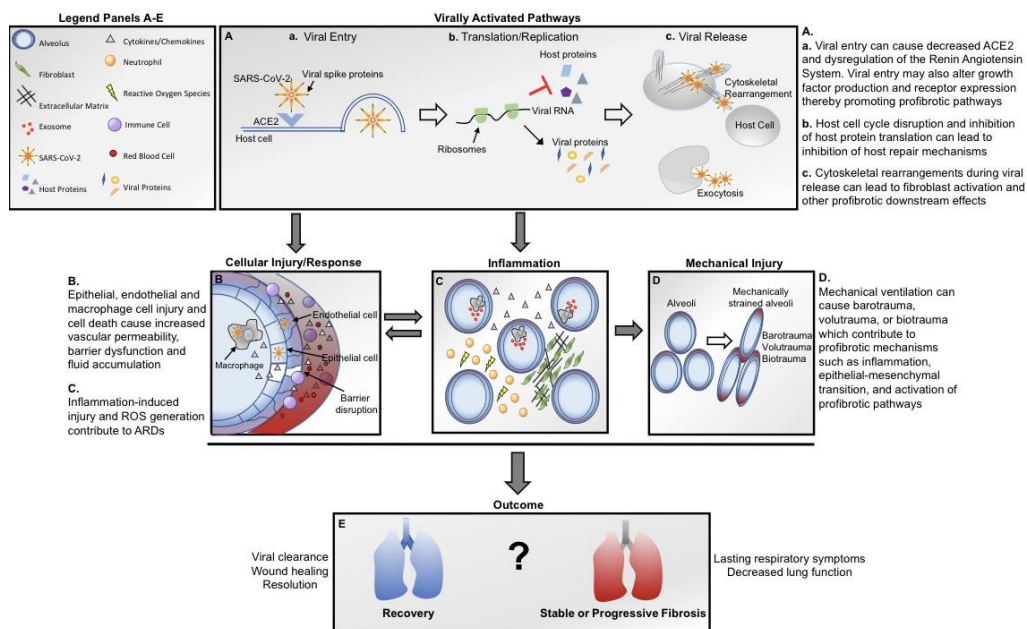 Legend Panels A-E
Alveolus
Cytokines/Chemokines
Fibroblast
Neutrophil
Extracellular Matrix
Reactive Oxygen Species
Exosome
Immune Cell
SARS-CoV-2
Red Blood Cell
Host Proteins
Viral Proteins
Virally Activated Pathways
A
a. Viral Entry
b. Translation/Replication
c. Viral Release
SARS-CoV-2
Viral spike proteins
ACE2
Host cell
Host proteins
Viral RNA
Ribosomes
Viral proteins
Cytoskeletal
Rearrangement
Host Cell
Exocytosis
A.
a. Viral entry can cause decreased ACE2
and dysregulation of the Renin Angiotensin
System. Viral entry may also alter growth
factor production and receptor expression
thereby promoting profibrotic pathways
b. Host cell cycle disruption and inhibition
of host protein translation can lead to
inhibition of host repair mechanisms
c. Cytoskeletal rearrangements during viral
release can lead to fibroblast activation and
other profibrotic downstream effects
B.
Epithelial, endothelial and
macrophage cell injury and
cell death cause increased
vascular permeability,
barrier dysfunction and
fluid accumulation
C.
Inflammation-induced
injury and ROS generation
contribute to ARDs
Cellular Injury/Response
B
Endothelial cell
Epithelial cell
Macrophage
Barrier
disruption
Inflammation
C
Mechanical Injury
D
Alveoli
Mechanically
strained alveoli
Barotrauma
Volutrauma
Biotrauma
D.
Mechanical ventilation can
cause barotrauma,
volutrauma, or biotrauma
which contribute to
profibrotic mechanisms
such as inflammation,
epithelial-mesenchymal
transition, and activation of
profibrotic pathways
Outcome
E
Viral clearance
Wound healing
Resolution
Recovery
?
Stable or Progressive Fibrosis
Lasting respiratory symptoms
Decreased lung function